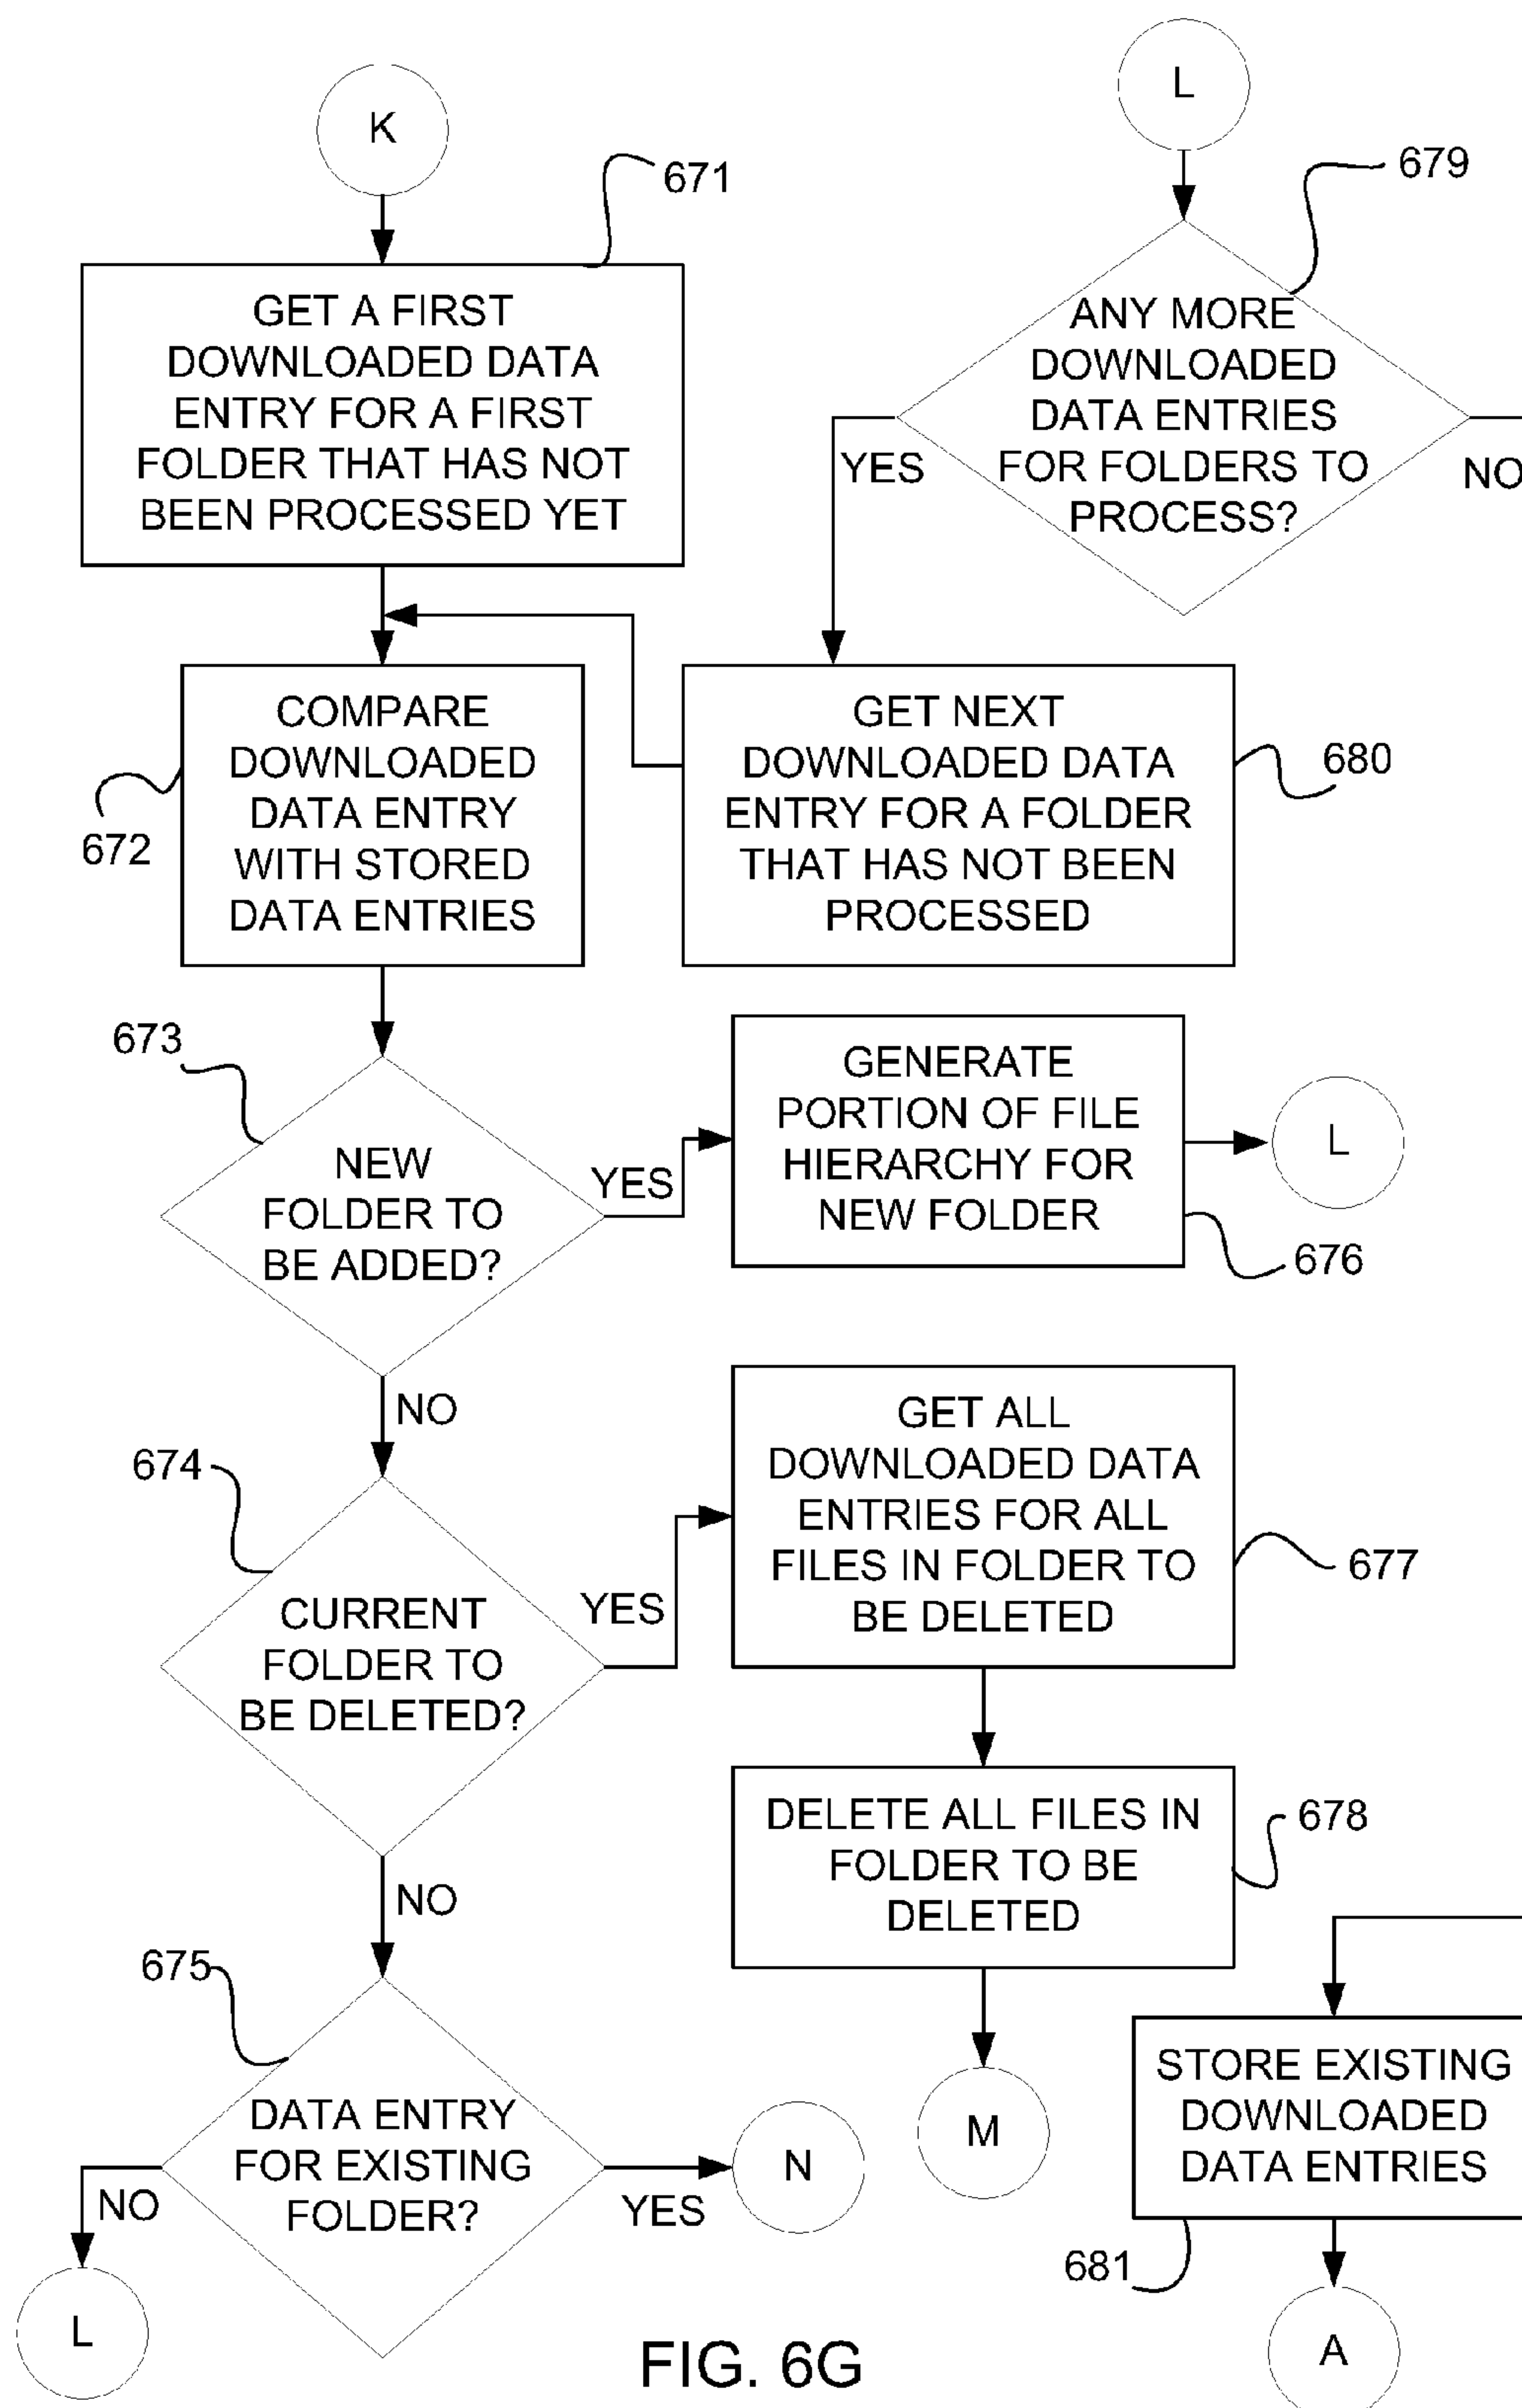 K
671
GET A FIRST
DOWNLOADED DATA
ENTRY FOR A FIRST
FOLDER THAT HAS NOT
BEEN PROCESSED YET
L
679
ANY MORE
DOWNLOADED
DATA ENTRIES
FOR FOLDERS TO
PROCESS?
YES
NO
COMPARE
DOWNLOADED
DATA ENTRY
WITH STORED
DATA ENTRIES
672
GET NEXT
DOWNLOADED DATA
ENTRY FOR A FOLDER
THAT HAS NOT BEEN
PROCESSED
680
673
NEW
FOLDER TO
BE ADDED?
YES
NO
GENERATE
PORTION OF FILE
HIERARCHY FOR
NEW FOLDER
L
676
674
CURRENT
FOLDER TO
BE DELETED?
YES
NO
GET ALL
DOWNLOADED DATA
ENTRIES FOR ALL
FILES IN FOLDER TO
BE DELETED
677
DELETE ALL FILES IN
FOLDER TO BE
DELETED
678
M
675
DATA ENTRY
FOR EXISTING
FOLDER?
NO
YES
N
L
STORE EXISTING
DOWNLOADED
DATA ENTRIES
681
A
FIG. 6G